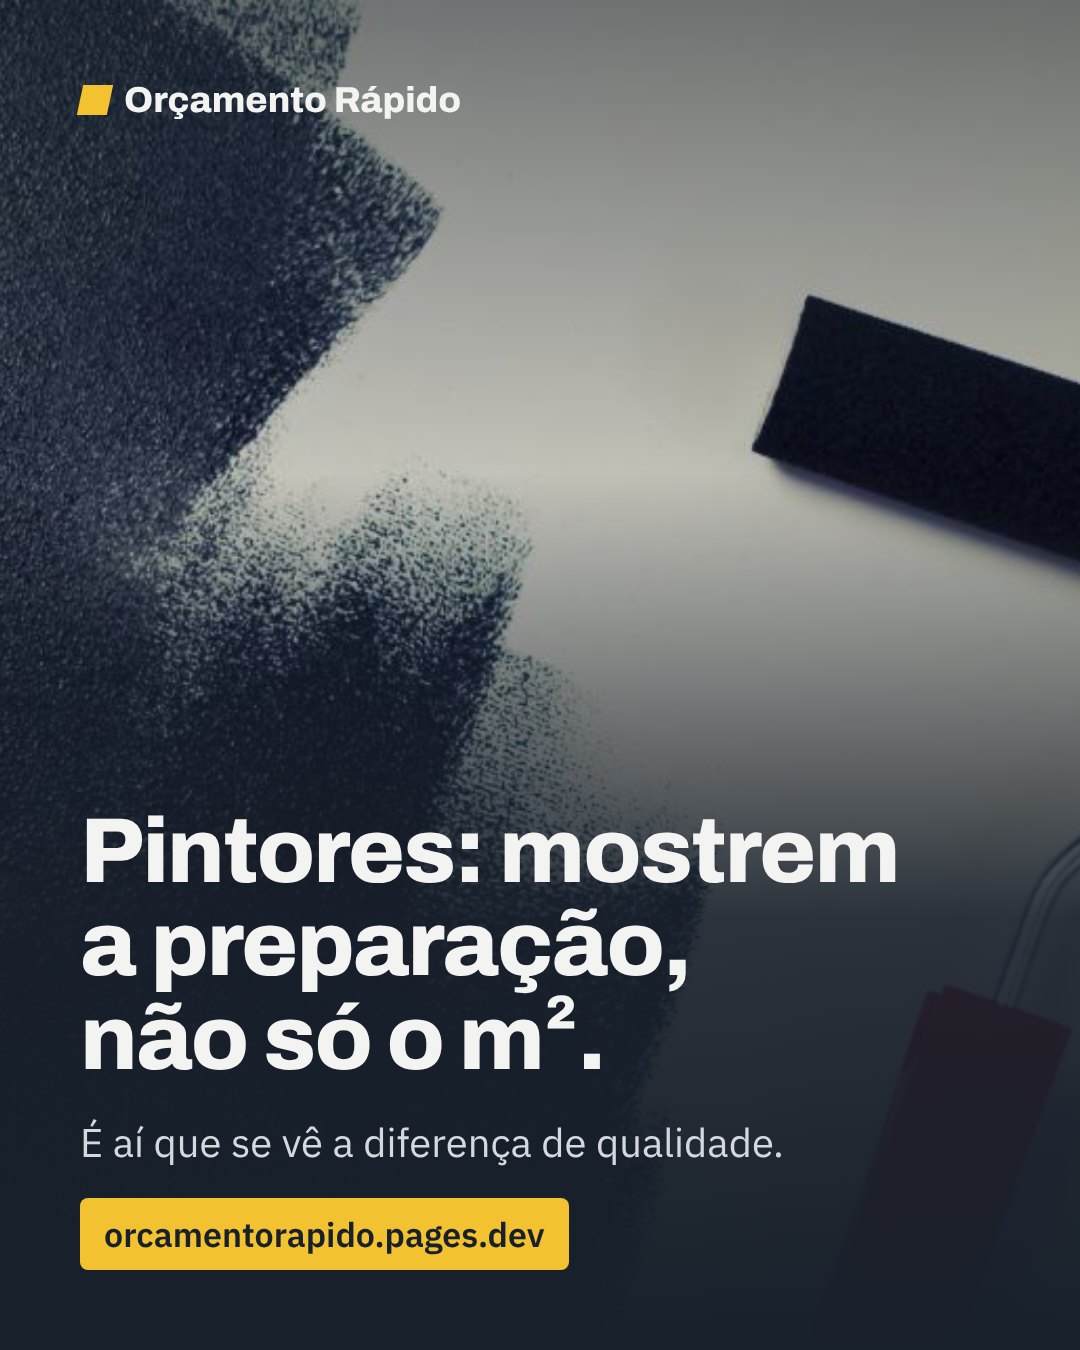 Orçamento Rápido
Pintores: mostrem
a preparação,
não só o m².
É aí que se vê a diferença de qualidade.
orcamentorapido.pages.dev